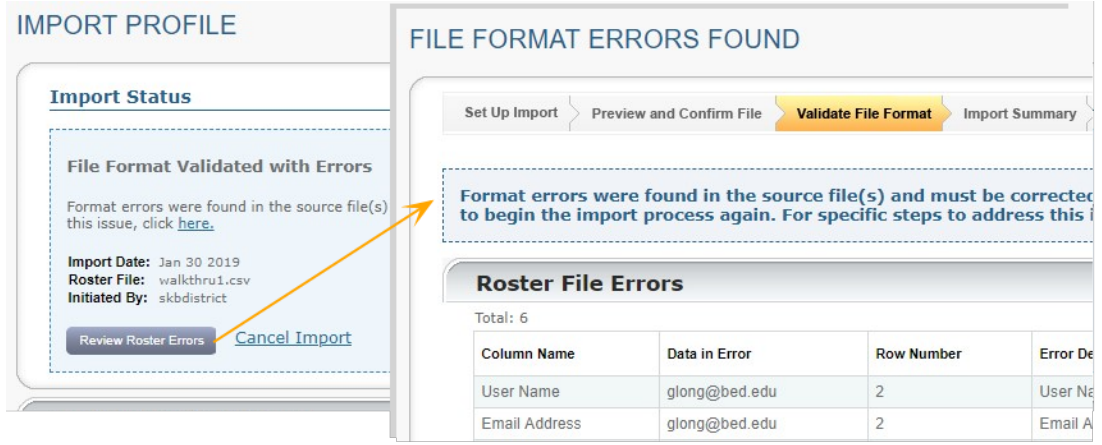 IMPORT PROFILE
Import Status
File Format Validated with Errors
Format errors were found in the source file(s)
this issue, click here.
Import Date: Jan 30 2019
Roster File: walkthru1.csv
Initiated By: skbdistrict
Review Roster Errors Cancel Import
FILE FORMAT ERRORS FOUND
Set Up Import Preview and Confirm File Validate File Format Import Summary
Format errors were found in the source file(s) and must be corrected
to begin the import process again. For specific steps to address this
Roster File Errors
Total: 6
Column Name Data in Error Row Number Error De
User Name glong@bed.edu 2 User Na
Email Address glong@bed.edu 2 Email A